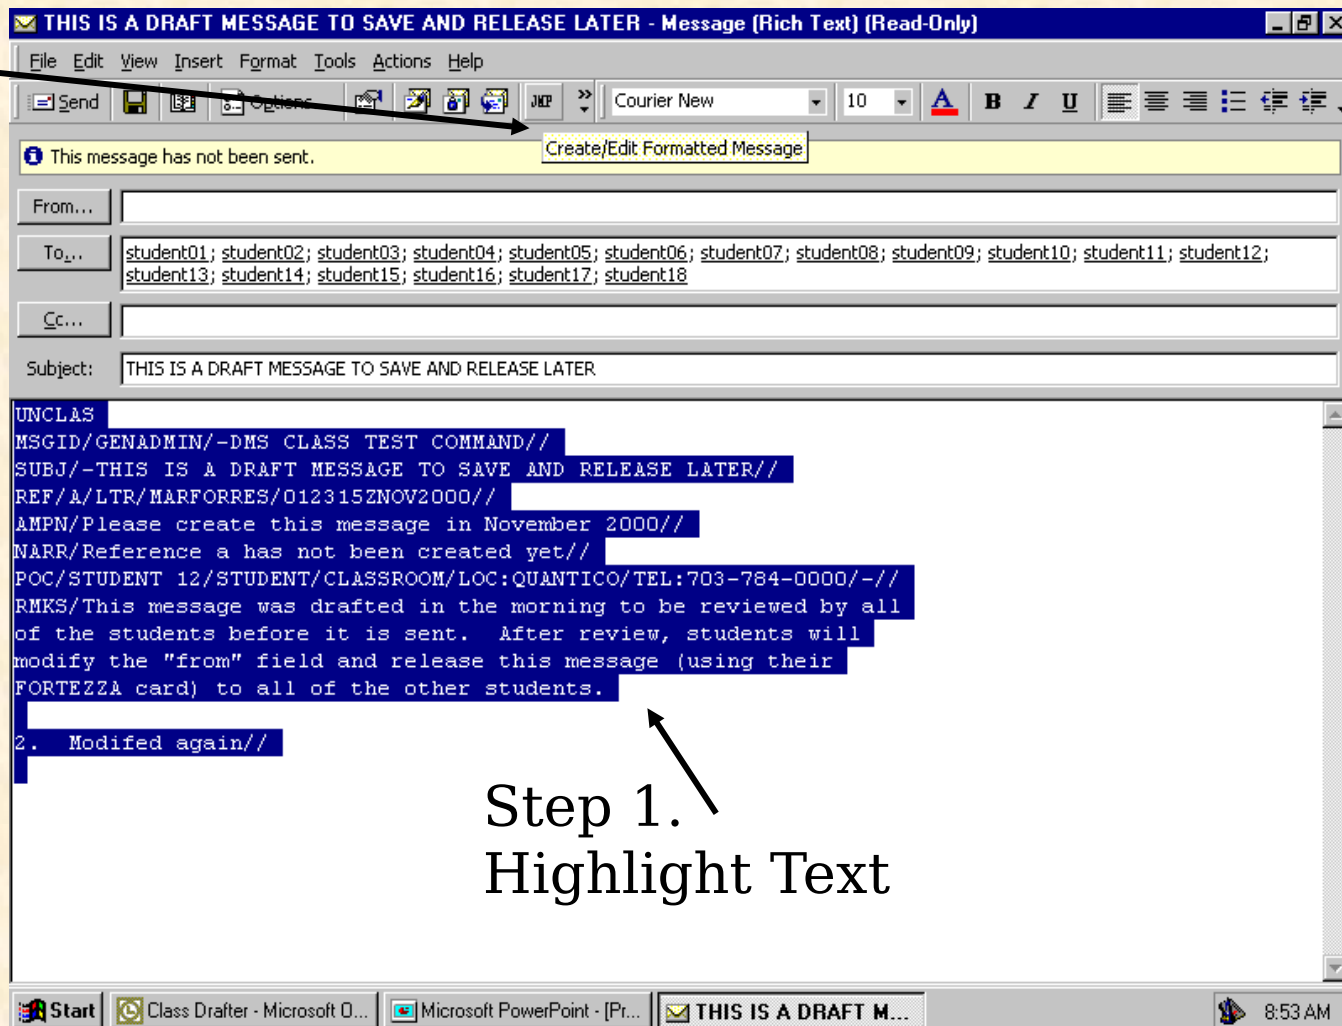 THIS IS A DRAFT MESSAGE TO SAVE AND RELEASE LATER - Message (Rich Text) (Read-Only)
File Edit View Insert Format Tools Actions Help
Send Options... JMP Courier New 10 A B I U
Create/Edit Formatted Message
This message has not been sent.
From...
To... student01; student02; student03; student04; student05; student06; student07; student08; student09; student10; student11; student12;
student13; student14; student15; student16; student17; student18
Cc...
Subject: THIS IS A DRAFT MESSAGE TO SAVE AND RELEASE LATER
UNCLAS
MSGID/GENADMIN/-DMS CLASS TEST COMMAND//
SUBJ/-THIS IS A DRAFT MESSAGE TO SAVE AND RELEASE LATER//
REF/A/LTR/MARFORRES/012315ZNOV2000//
AMPN/Please create this message in November 2000//
NARR/Reference a has not been created yet//
POC/STUDENT 12/STUDENT/CLASSROOM/LOC:QUANTICO/TEL:703-784-0000/-//
RMKS/This message was drafted in the morning to be reviewed by all
of the students before it is sent.  After review, students will
modify the "from" field and release this message (using their
FORTEZZA card) to all of the other students.
2.  Modifed again//
Step 1.
Highlight Text
Start Class Drafter - Microsoft O... Microsoft PowerPoint - [Pr... THIS IS A DRAFT M... 8:53 AM